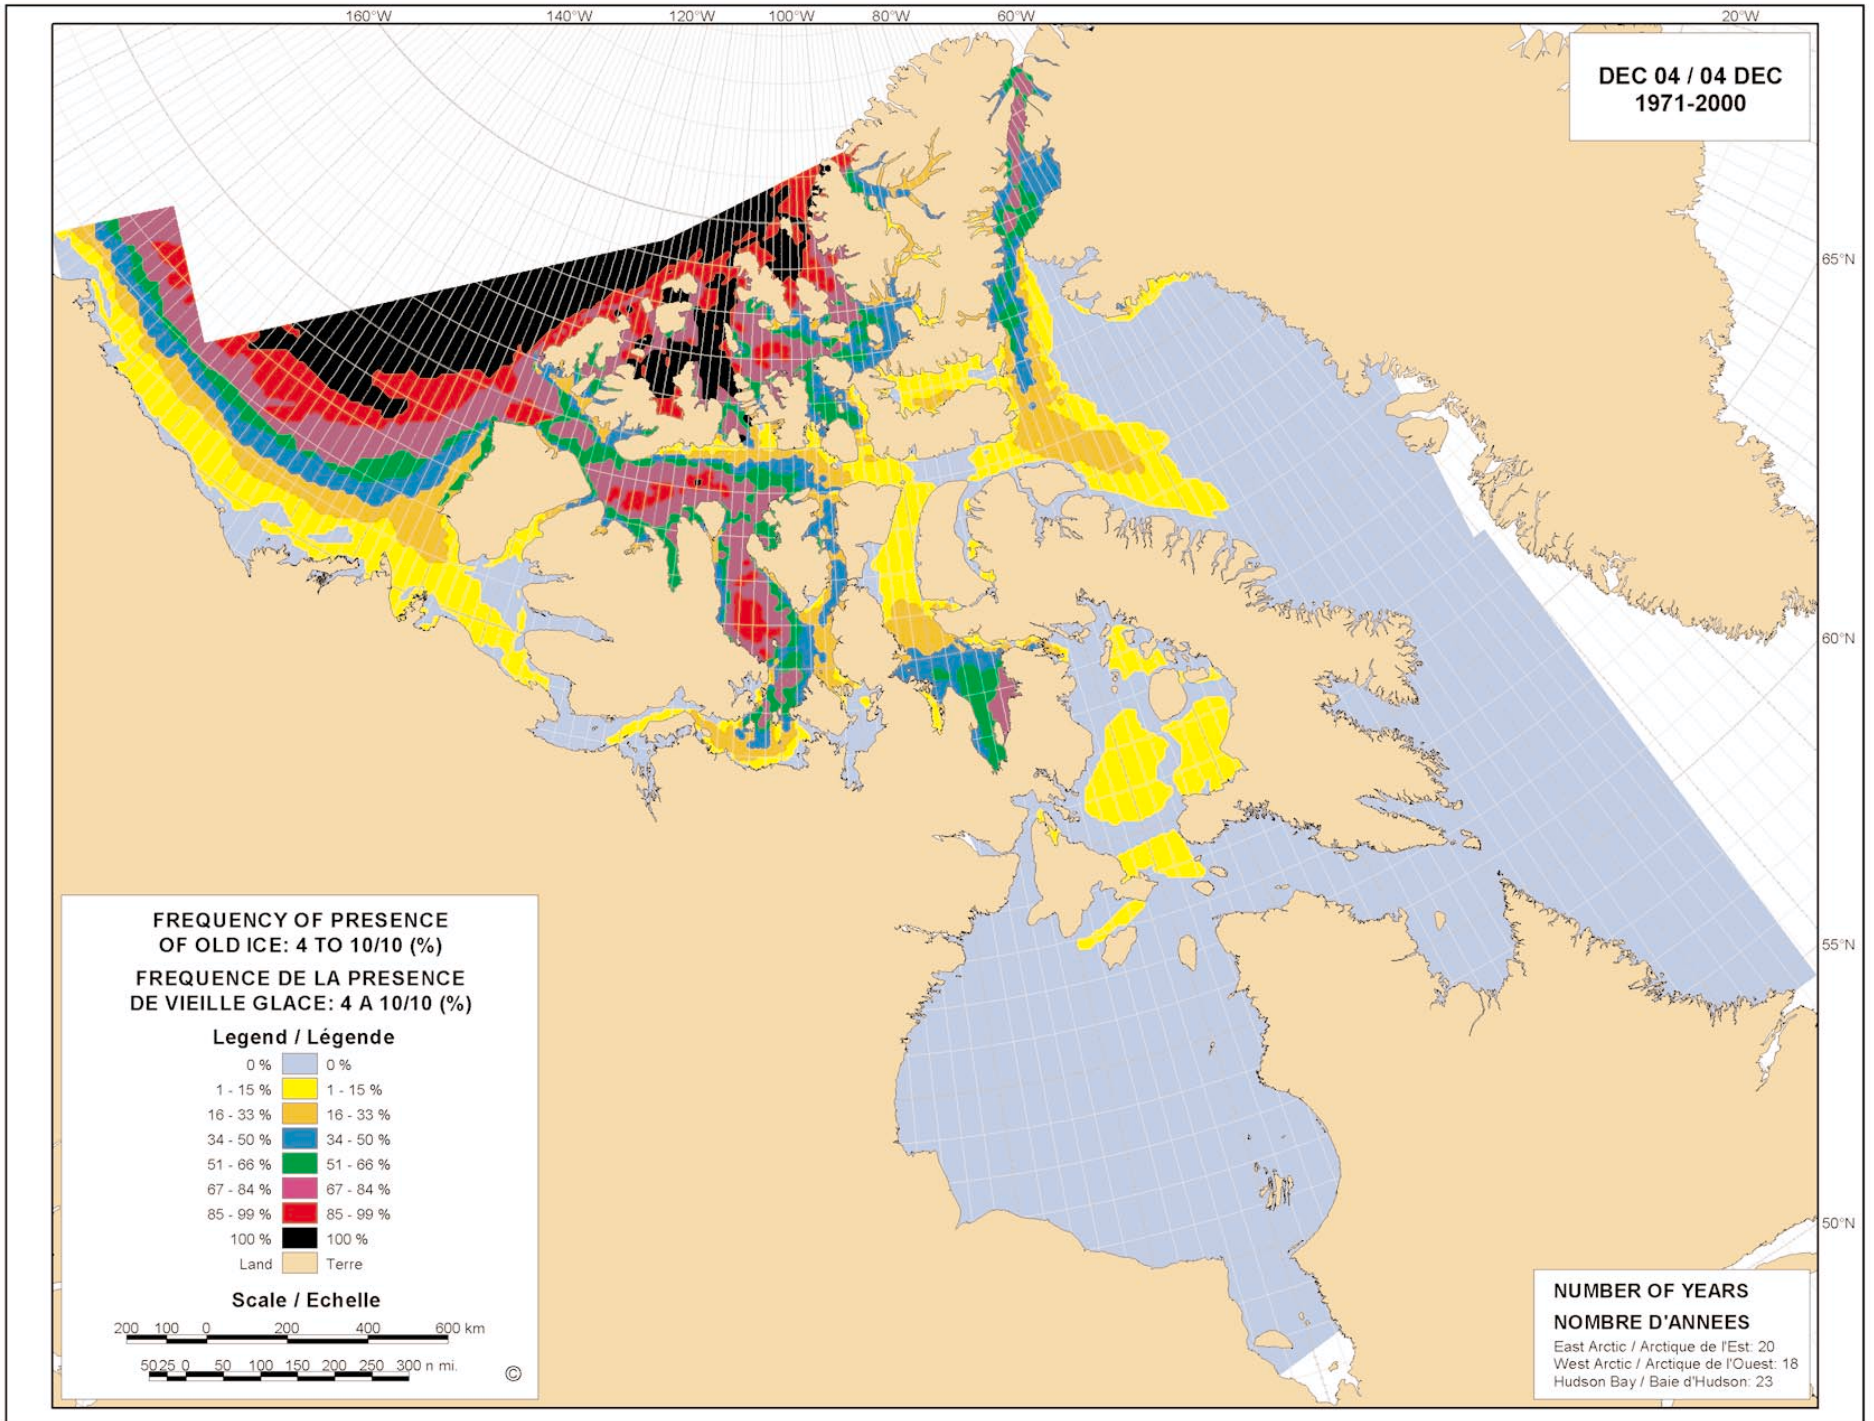 160°W 140°W 120°W 100°W 80°W 60°W 20°W
DEC 04 / 04 DEC
1971-2000
65°N
60°N
55°N
50°N
FREQUENCY OF PRESENCE
OF OLD ICE: 4 TO 10/10 (%)
FREQUENCE DE LA PRESENCE
DE VIEILLE GLACE: 4 A 10/10 (%)
Legend / Légende
0 % 0 %
1 - 15 % 1 - 15 %
16 - 33 % 16 - 33 %
34 - 50 % 34 - 50 %
51 - 66 % 51 - 66 %
67 - 84 % 67 - 84 %
85 - 99 % 85 - 99 %
100 % 100 %
Land Terre
Scale / Echelle
200 100 0 200 400 600 km
50 25 0 50 100 150 200 250 300 n mi.
©
NUMBER OF YEARS
NOMBRE D'ANNEES
East Arctic / Arctique de l'Est: 20
West Arctic / Arctique de l'Ouest: 18
Hudson Bay / Baie d'Hudson: 23